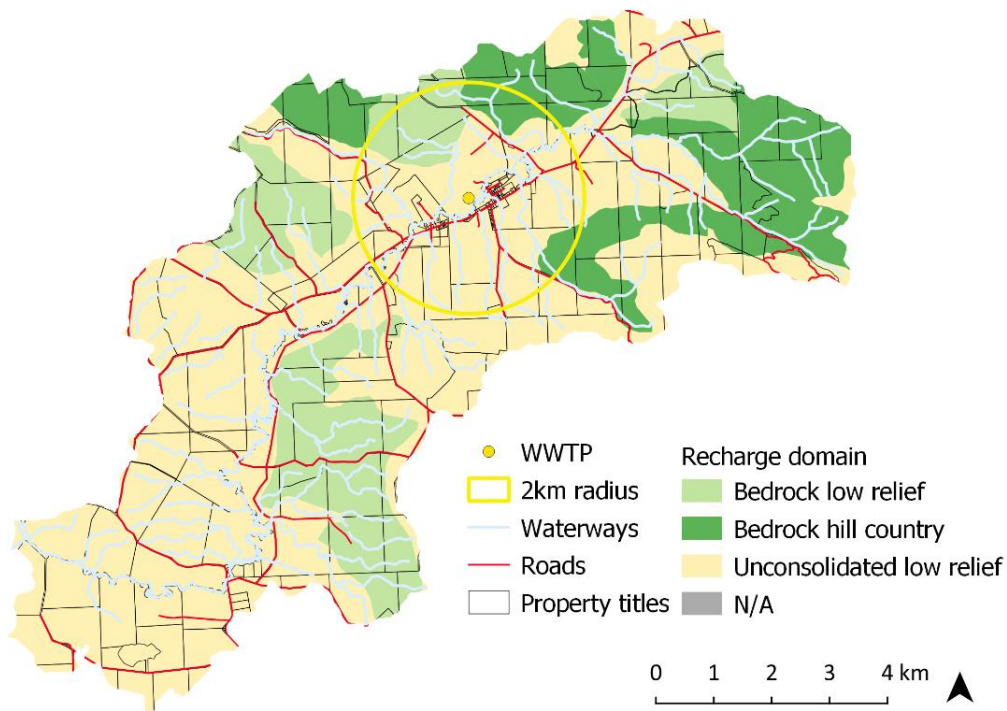 WWTP
2km radius
Waterways
Roads
Property titles
Recharge domain
Bedrock low relief
Bedrock hill country
Unconsolidated low relief
N/A
0 1 2 3 4 km